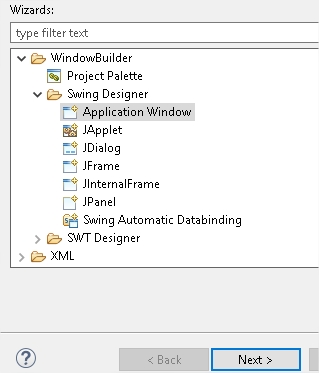 Wizards:
type filter text
WindowBuilder
Project Palette
Swing Designer
Application Window
JApplet
JDialog
JFrame
JInternalFrame
JPanel
Swing Automatic Databinding
SWT Designer
XML
?
< Back
Next >